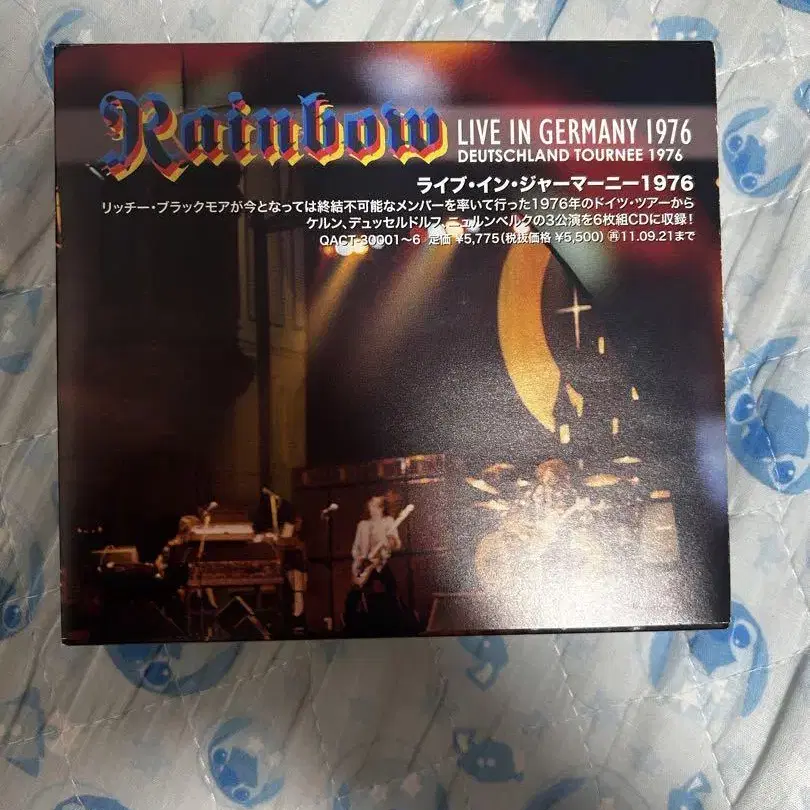 Rainbow LIVE IN GERMANY 1976
DEUTSCHLAND TOURNEE 1976
ライブ・イン・ジャーマーニー1976
リッチー・ブラックモアが今となっては終結不可能なメンバーを率いて行った1976年のドイツ・ツアーから
ケルン、デュッセルドルフ、ニュルンベルクの3公演を6枚組CDに収録!
QACT-30001〜6 定価 ¥5,775(税抜価格 ¥5,500) ㊢11.09.21まで